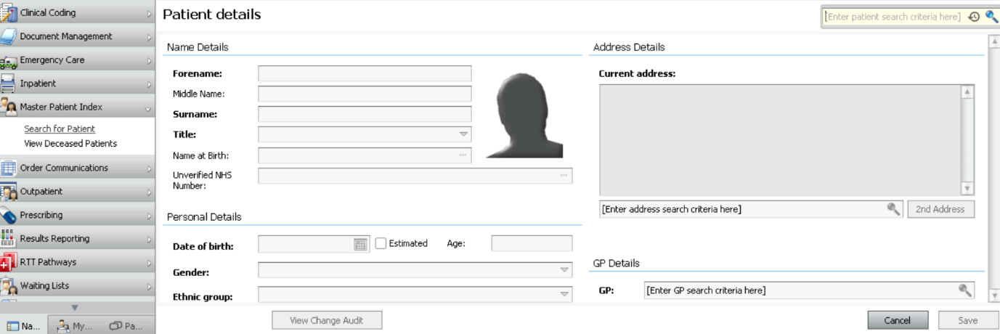 Clinical Coding
Document Management
Emergency Care
Inpatient
Master Patient Index
Search for Patient
View Deceased Patients
Order Communications
Outpatient
Prescribing
Results Reporting
RTT Pathways
Waiting Lists
Na...
My...
Pa...
Patient details
[Enter patient search criteria here]
Name Details
Forename:
Middle Name:
Surname:
Title:
Name at Birth:
...
Unverified NHS
Number:
...
Personal Details
Date of birth:
Estimated
Age:
Gender:
Ethnic group:
Address Details
Current address:
[Enter address search criteria here]
2nd Address
GP Details
GP:
[Enter GP search criteria here]
View Change Audit
Cancel
Save